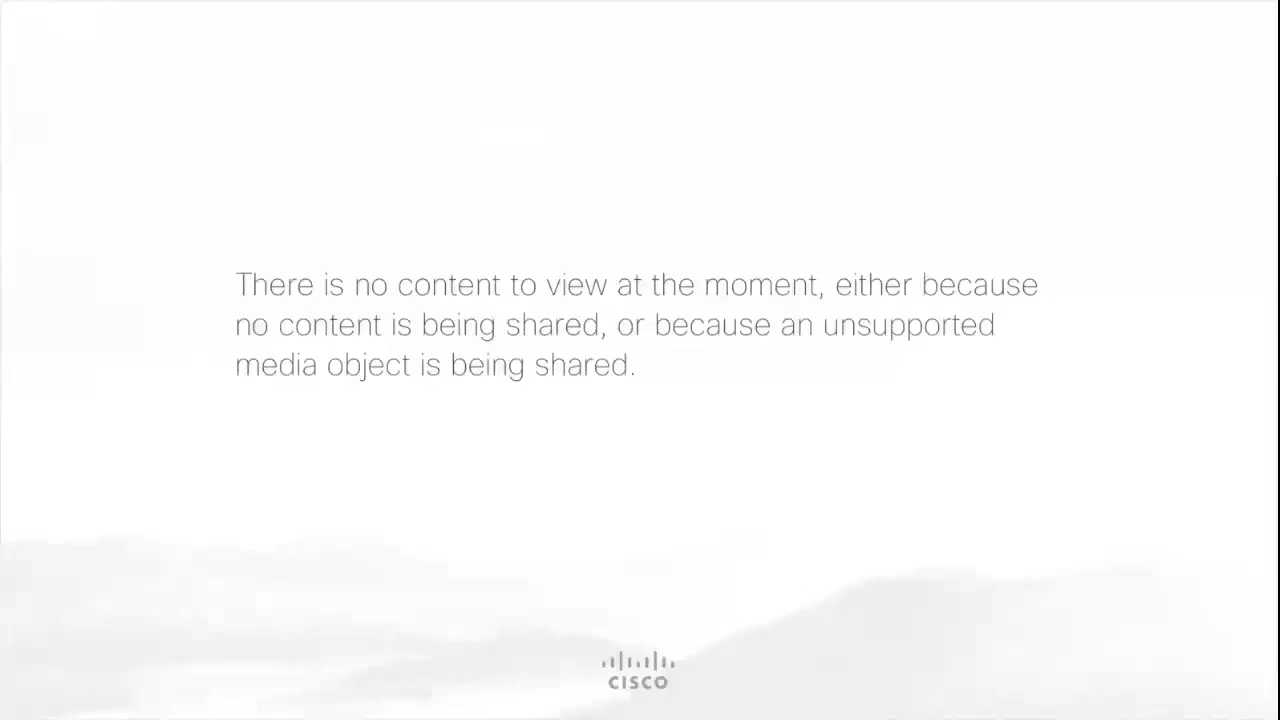 There is no content to view at the moment, either because
no content is being shared, or because an unsupported
media object is being shared.
CISCO